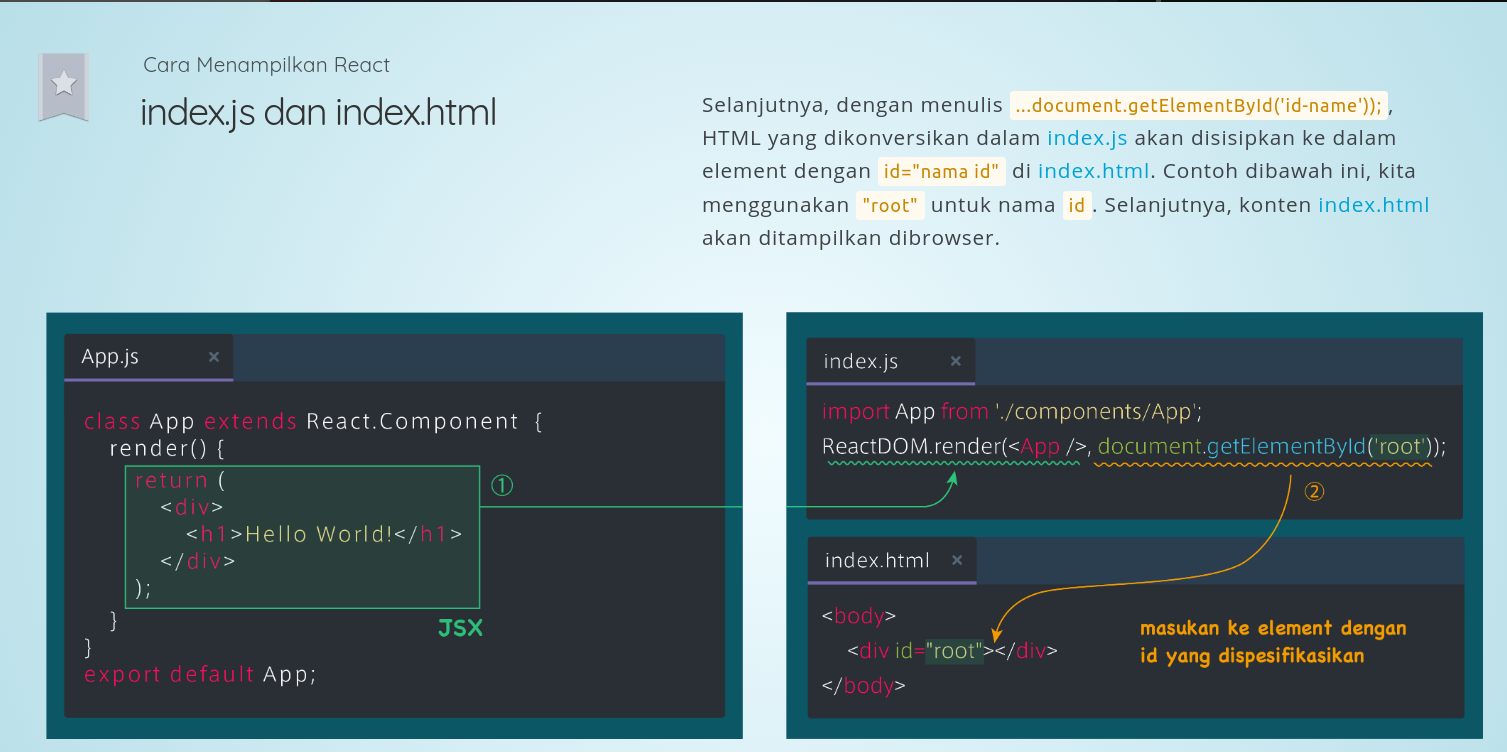 Cara Menampilkan React
index.js dan index.html
Selanjutnya, dengan menulis ...document.getElementById('id-name'));,
HTML yang dikonversikan dalam index.js akan disisipkan ke dalam
element dengan id="nama id" di index.html. Contoh dibawah ini, kita
menggunakan "root" untuk nama id. Selanjutnya, konten index.html
akan ditampilkan dibrowser.
App.js ×
class App extends React.Component {
render() {
return (
<div>
<h1>Hello World!</h1>
</div>
);
}
}
export default App;
JSX
①
index.js ×
import App from './components/App';
ReactDOM.render(<App />, document.getElementById('root'));
②
index.html ×
<body>
<div id="root"></div>
</body>
masukan ke element dengan
id yang dispesifikasikan